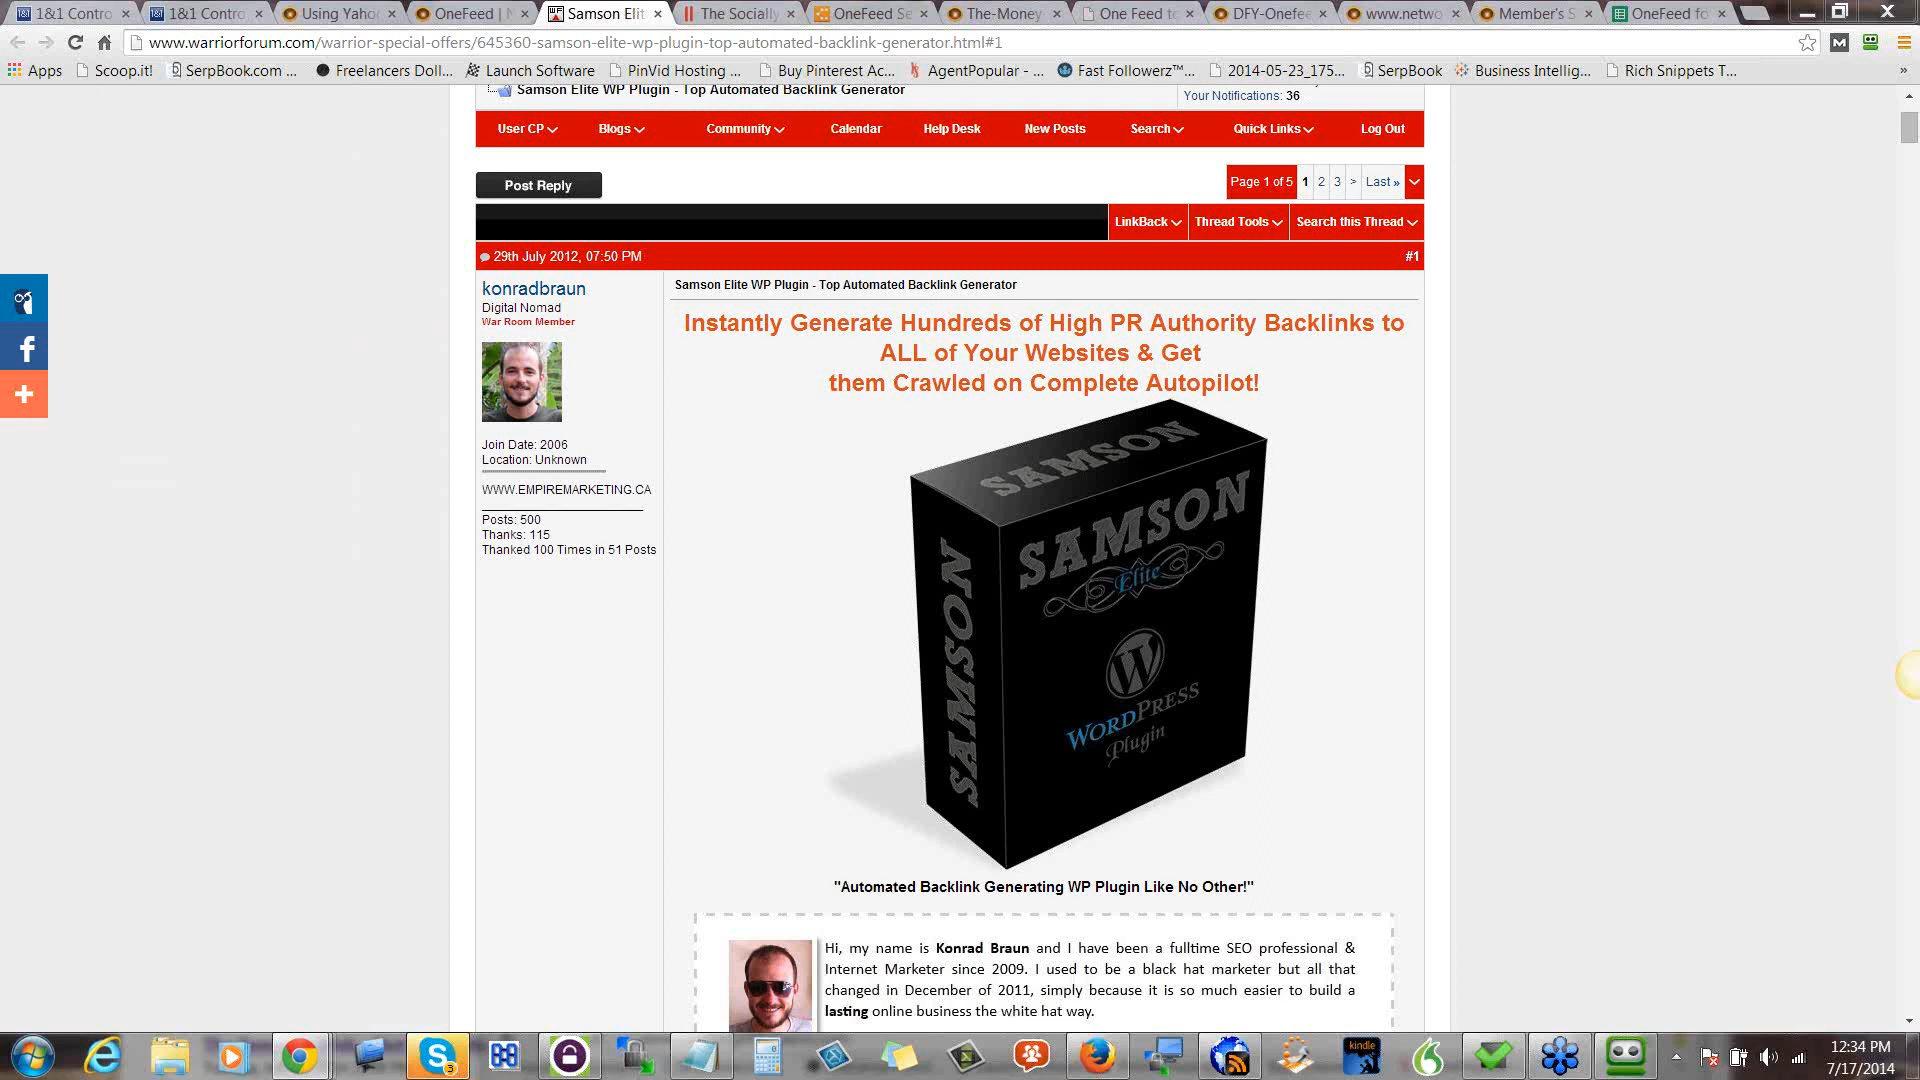 1&1 Contro
1&1 Contro
Using Yaho
OneFeed | N
Samson Elit
The Socially
OneFeed Se
The-Money
One Feed te
DFY-Onefee
www.netwo
Member's S
OneFeed fo
www.warriorforum.com/warrior-special-offers/645360-samson-elite-wp-plugin-top-automated-backlink-generator.html#1
Apps
Scoop.it!
SerpBook.com ...
Freelancers Doll...
Launch Software
PinVid Hosting ...
Buy Pinterest Ac...
AgentPopular - ...
Fast Followerz™...
2014-05-23_175...
SerpBook
Business Intellig...
Rich Snippets T...
»
Samson Elite WP Plugin - Top Automated Backlink Generator
Your Notifications: 36
User CP
Blogs
Community
Calendar
Help Desk
New Posts
Search
Quick Links
Log Out
Post Reply
Page 1 of 5 1 2 3 > Last »
LinkBack
Thread Tools
Search this Thread
29th July 2012, 07:50 PM
#1
konradbraun
Digital Nomad
War Room Member
Join Date: 2006
Location: Unknown
WWW.EMPIREMARKETING.CA
Posts: 500
Thanks: 115
Thanked 100 Times in 51 Posts
Samson Elite WP Plugin - Top Automated Backlink Generator
Instantly Generate Hundreds of High PR Authority Backlinks to
ALL of Your Websites & Get
them Crawled on Complete Autopilot!
SAMSON
SAMSON
Elite
SAMSON
WORDPRESS
Plugin
"Automated Backlink Generating WP Plugin Like No Other!"
Hi, my name is Konrad Braun and I have been a fulltime SEO professional &
Internet Marketer since 2009. I used to be a black hat marketer but all that
changed in December of 2011, simply because it is so much easier to build a
lasting online business the white hat way.
3
kindle
12:34 PM
7/17/2014